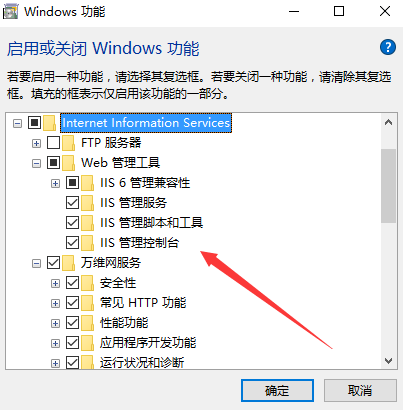 Windows 功能
启用或关闭 Windows 功能
若要启用一种功能，请选择其复选框。若要关闭一种功能，请清除其复选
框。填充的框表示仅启用该功能的一部分。
Internet Information Services
FTP 服务器
Web 管理工具
IIS 6 管理兼容性
IIS 管理服务
IIS 管理脚本和工具
IIS 管理控制台
万维网服务
安全性
常见 HTTP 功能
性能功能
应用程序开发功能
运行状况和诊断
确定
取消